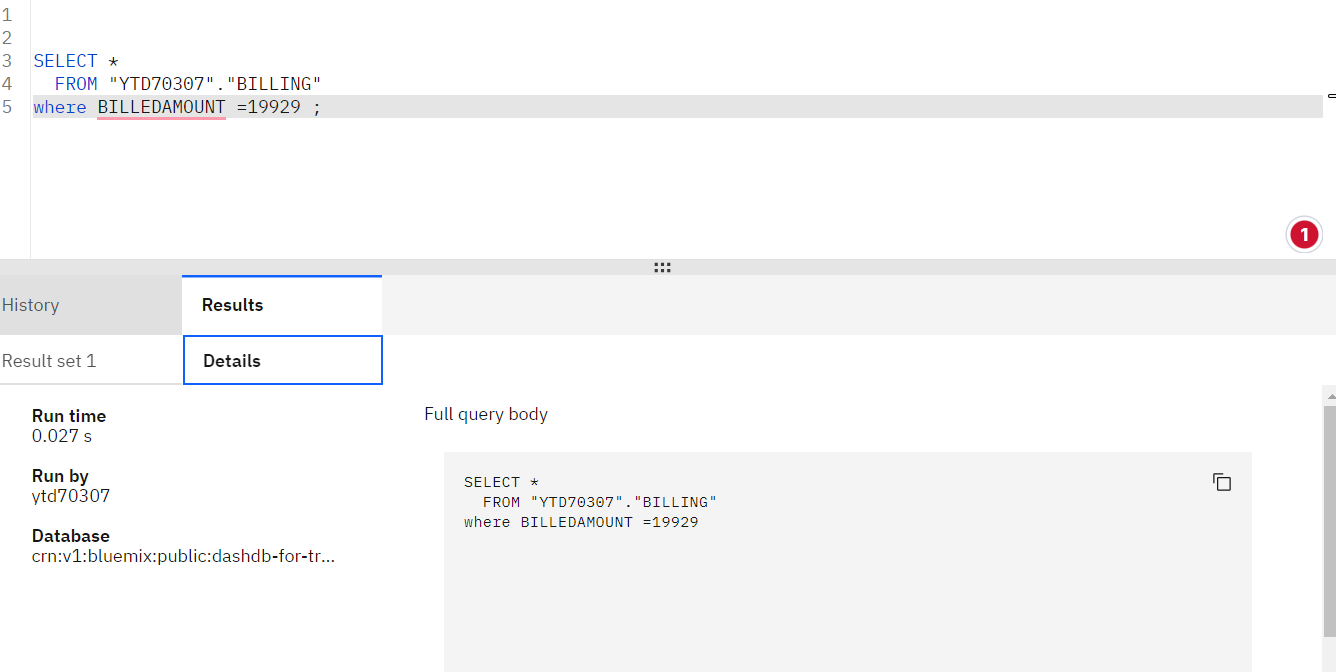 1
2
3 SELECT *
4 FROM "YTD70307"."BILLING"
5 where BILLEDAMOUNT =19929 ;
1
History Results
Result set 1 Details
Run time
0.027 s
Run by
ytd70307
Database
crn:v1:bluemix:public:dashdb-for-tr...
Full query body
SELECT *
FROM "YTD70307"."BILLING"
where BILLEDAMOUNT =19929